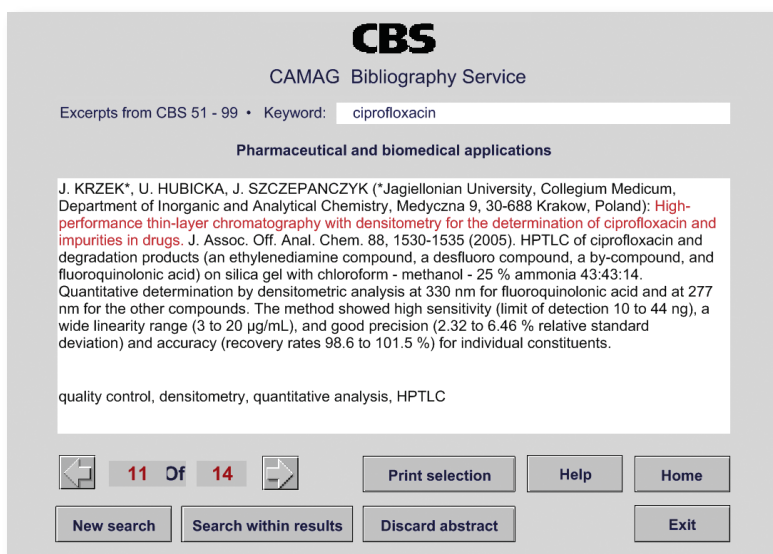 CBS
CAMAG Bibliography Service
Excerpts from CBS 51 - 99 • Keyword: ciprofloxacin
Pharmaceutical and biomedical applications
J. KRZEK*, U. HUBICKA, J. SZCZEPANCZYK (*Jagiellonian University, Collegium Medicum,
Department of Inorganic and Analytical Chemistry, Medyczna 9, 30-688 Krakow, Poland): High-
performance thin-layer chromatography with densitometry for the determination of ciprofloxacin and
impurities in drugs. J. Assoc. Off. Anal. Chem. 88, 1530-1535 (2005). HPTLC of ciprofloxacin and
degradation products (an ethylenediamine compound, a desfluoro compound, a by-compound, and
fluoroquinolonic acid) on silica gel with chloroform - methanol - 25 % ammonia 43:43:14.
Quantitative determination by densitometric analysis at 330 nm for fluoroquinolonic acid and at 277
nm for the other compounds. The method showed high sensitivity (limit of detection 10 to 44 ng), a
wide linearity range (3 to 20 µg/mL), and good precision (2.32 to 6.46 % relative standard
deviation) and accuracy (recovery rates 98.6 to 101.5 %) for individual constituents.
quality control, densitometry, quantitative analysis, HPTLC
11 Of 14 Print selection Help Home
New search Search within results Discard abstract Exit